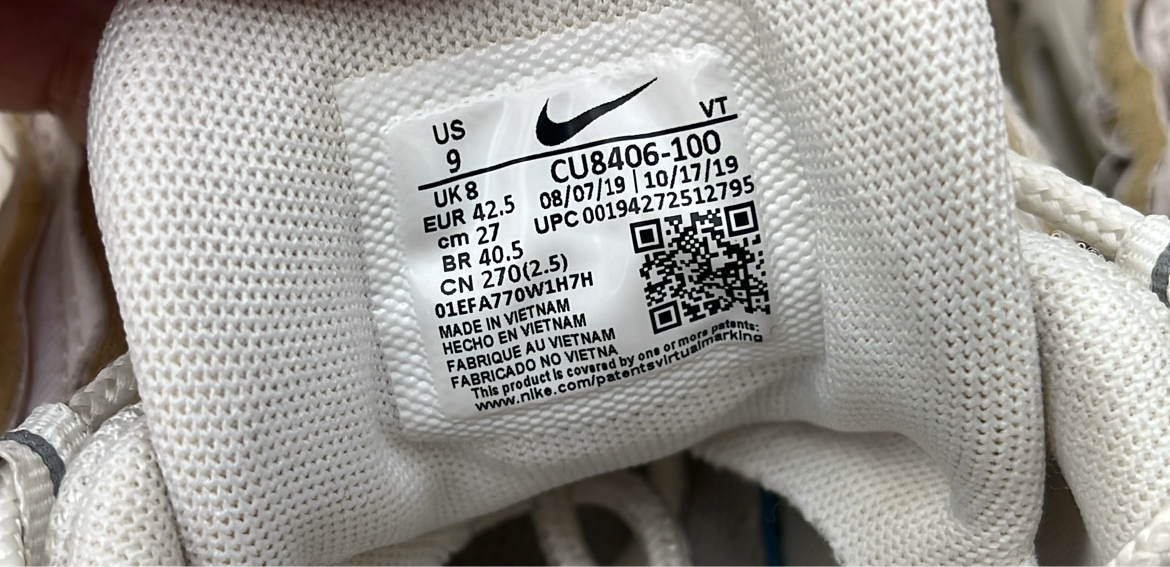 US
9
VT
CU8406-100
08/07/19 | 10/17/19
UPC 00194272512795
UK 8
EUR 42.5
cm 27
BR 40.5
CN 270(2.5)
01EFA770W1H7H
MADE IN VIETNAM
HECHO EN VIETNAM
FABRIQUE AU VIETNAM
FABRICADO NO VIETNA
This product is covered by one or more patents:
www.nike.com/patentsvirtualmarking